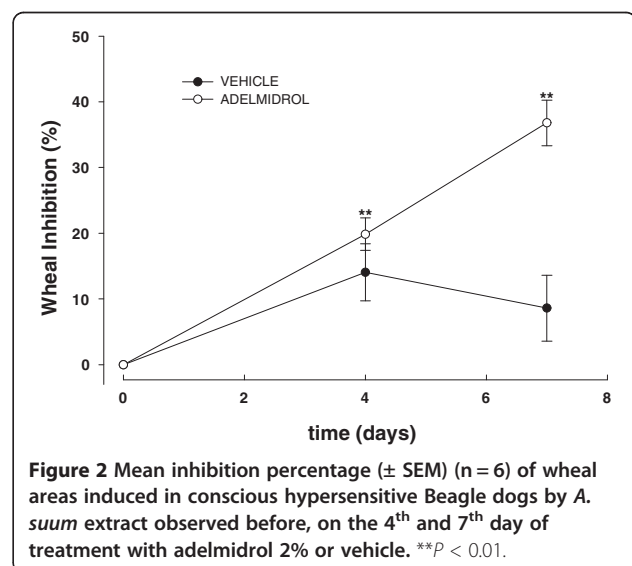 50
40
30
20
10
0
Wheal Inhibition (%)
VEHICLE
ADELMIDROL
**
**
0 2 4 6 8
time (days)
Figure 2 Mean inhibition percentage (± SEM) (n = 6) of wheal
areas induced in conscious hypersensitive Beagle dogs by A.
suum extract observed before, on the 4th and 7th day of
treatment with adelmidrol 2% or vehicle. **P < 0.01.